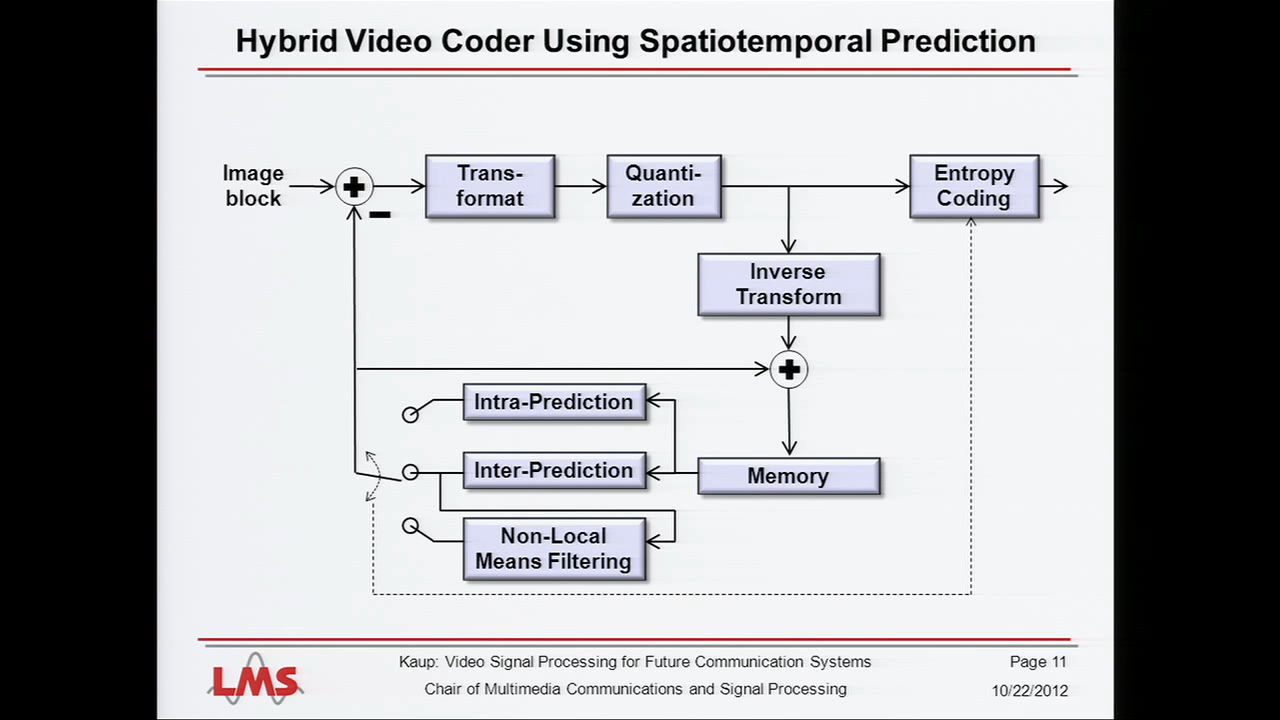 Hybrid Video Coder Using Spatiotemporal Prediction
Image
block
Trans-
format
Quanti-
zation
Entropy
Coding
Inverse
Transform
Intra-Prediction
Inter-Prediction
Memory
Non-Local
Means Filtering
LMS
Kaup: Video Signal Processing for Future Communication Systems
Page 11
Chair of Multimedia Communications and Signal Processing
10/22/2012